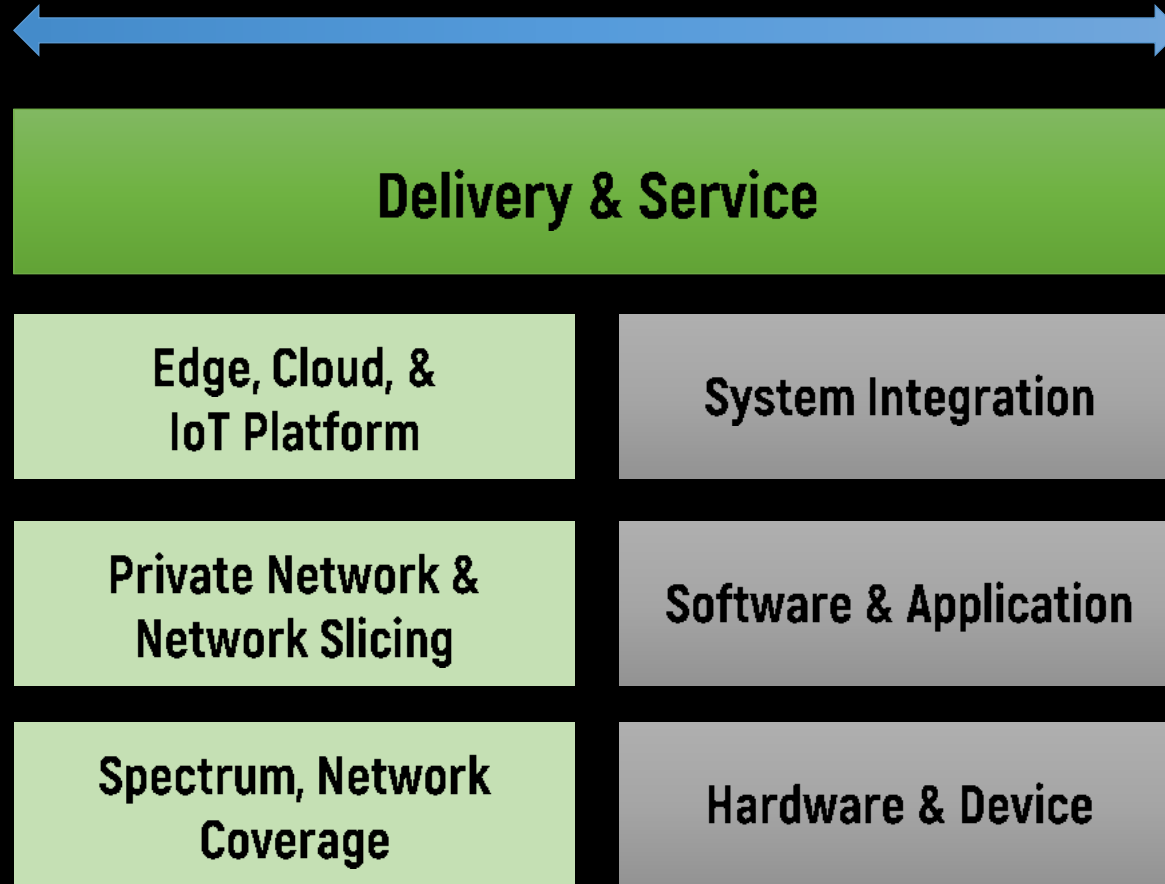 Delivery & Service
Edge, Cloud, &
IoT Platform
System Integration
Private Network &
Network Slicing
Software & Application
Spectrum, Network
Coverage
Hardware & Device